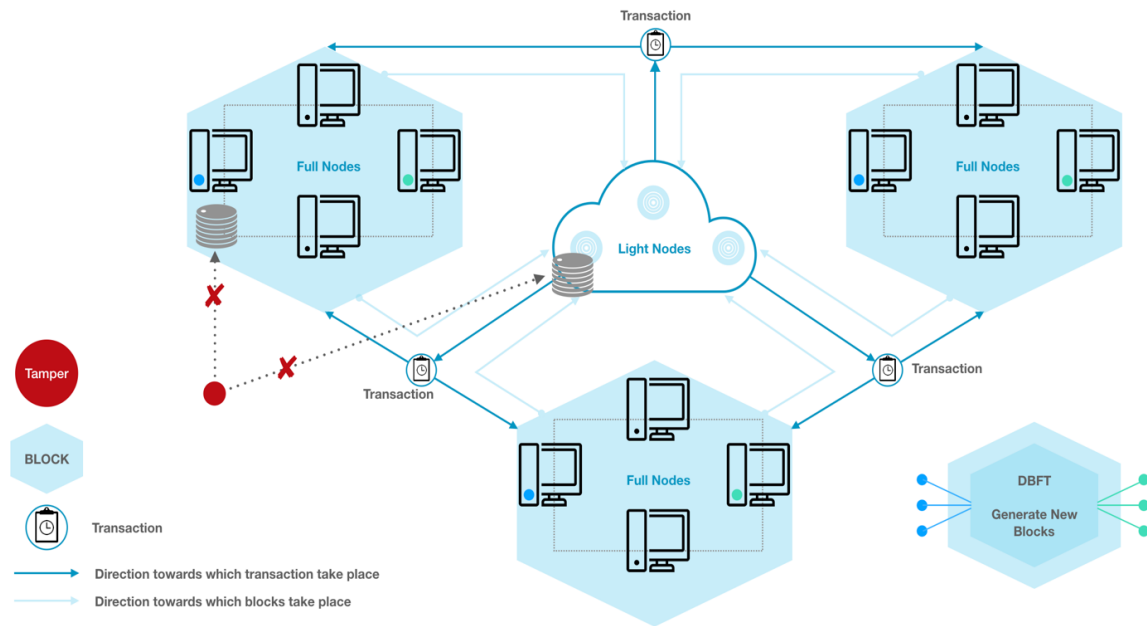 Transaction
Full Nodes
Full Nodes
Light Nodes
Tamper
Transaction
Transaction
BLOCK
Full Nodes
DBFT
Generate New
Blocks
Transaction
Direction towards which transaction take place
Direction towards which blocks take place